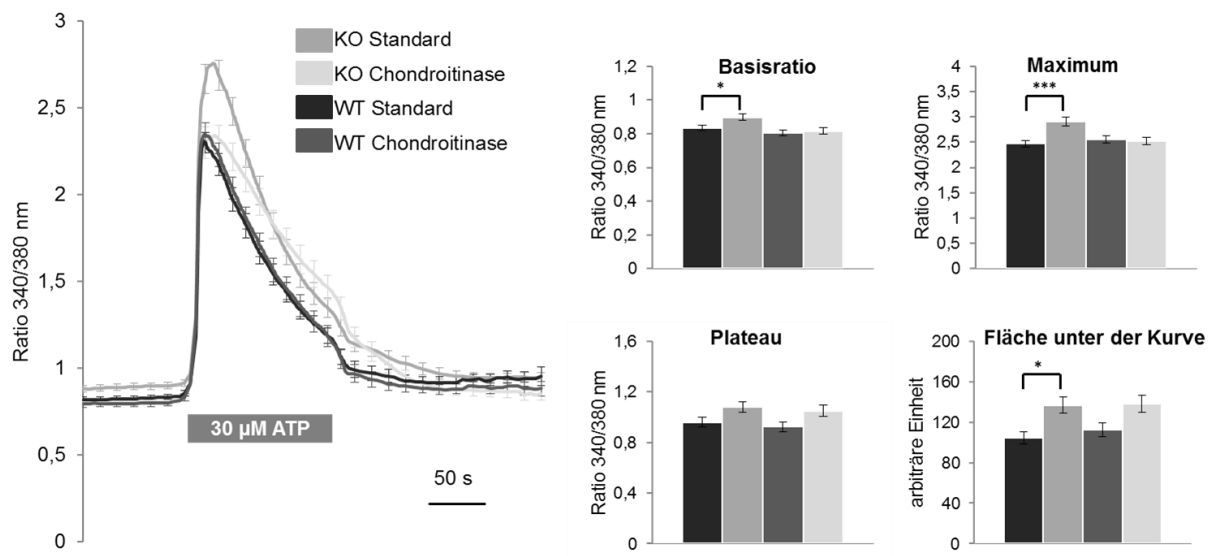 3
2,5
2
1,5
1
0,5
0
Ratio 340/380 nm
KO Standard
KO Chondroitinase
WT Standard
WT Chondroitinase
30 µM ATP
50 s
Basisratio
1,2
1
0,8
0,6
0,4
0,2
0
Ratio 340/380 nm
*
Maximum
4
3,5
3
2,5
2
1,5
1
0,5
0
Ratio 340/380 nm
***
Plateau
1,6
1,2
0,8
0,4
0
Ratio 340/380 nm
Fläche unter der Kurve
200
160
120
80
40
0
arbiträre Einheit
*